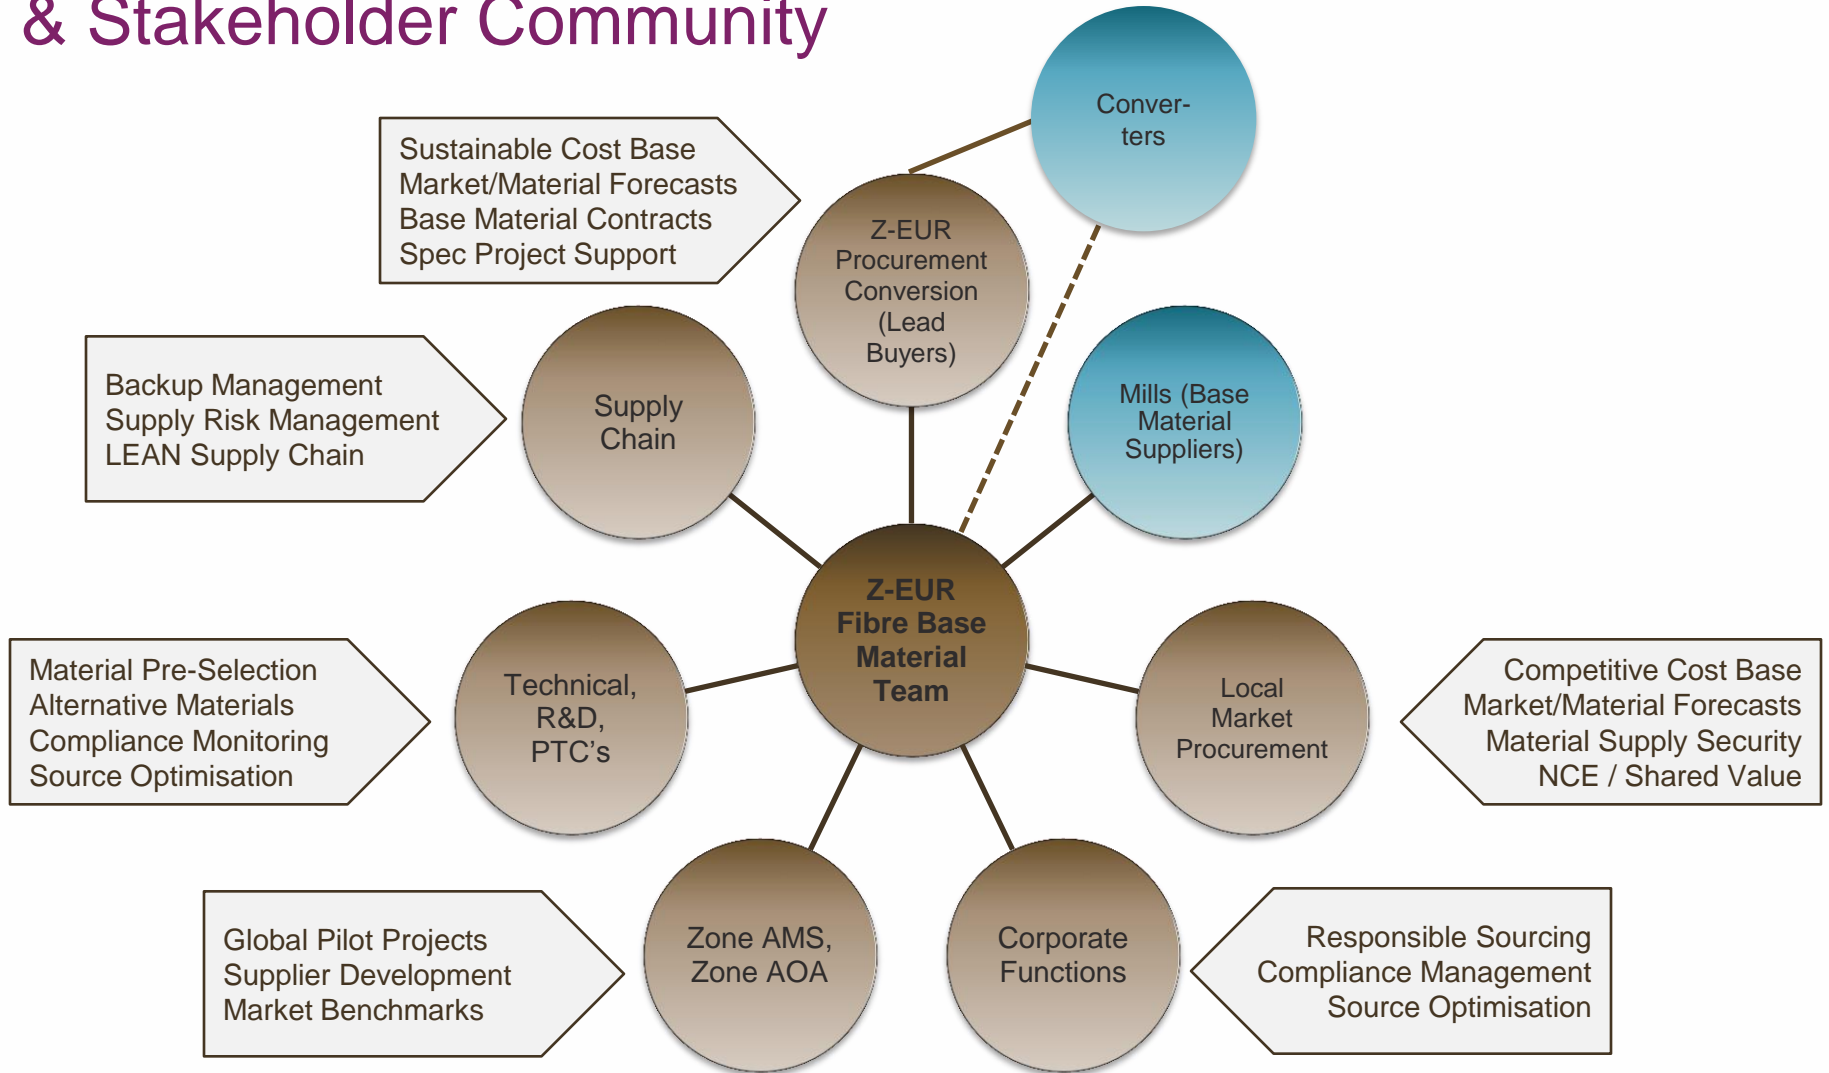 & Stakeholder Community
Conver-
ters
Sustainable Cost Base
Market/Material Forecasts
Base Material Contracts
Spec Project Support
Z-EUR
Procurement
Conversion
(Lead
Buyers)
Backup Management
Supply Risk Management
LEAN Supply Chain
Supply
Chain
Mills (Base
Material
Suppliers)
Z-EUR
Fibre Base
Material
Team
Material Pre-Selection
Alternative Materials
Compliance Monitoring
Source Optimisation
Technical,
R&D,
PTC’s
Local
Market
Procurement
Competitive Cost Base
Market/Material Forecasts
Material Supply Security
NCE / Shared Value
Global Pilot Projects
Supplier Development
Market Benchmarks
Zone AMS,
Zone AOA
Corporate
Functions
Responsible Sourcing
Compliance Management
Source Optimisation